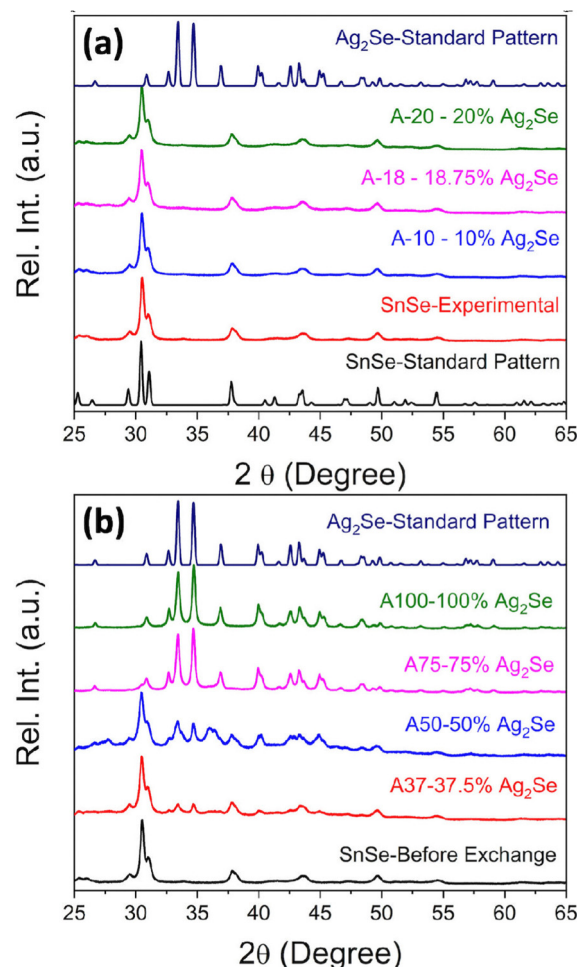 (a)
Ag₂Se-Standard Pattern
A-20 - 20% Ag₂Se
A-18 - 18.75% Ag₂Se
A-10 - 10% Ag₂Se
SnSe-Experimental
SnSe-Standard Pattern
Rel. Int. (a.u.)
25 30 35 40 45 50 55 60 65
2 θ (Degree)
(b)
Ag₂Se-Standard Pattern
A100-100% Ag₂Se
A75-75% Ag₂Se
A50-50% Ag₂Se
A37-37.5% Ag₂Se
SnSe-Before Exchange
Rel. Int. (a.u.)
25 30 35 40 45 50 55 60 65
2θ (Degree)